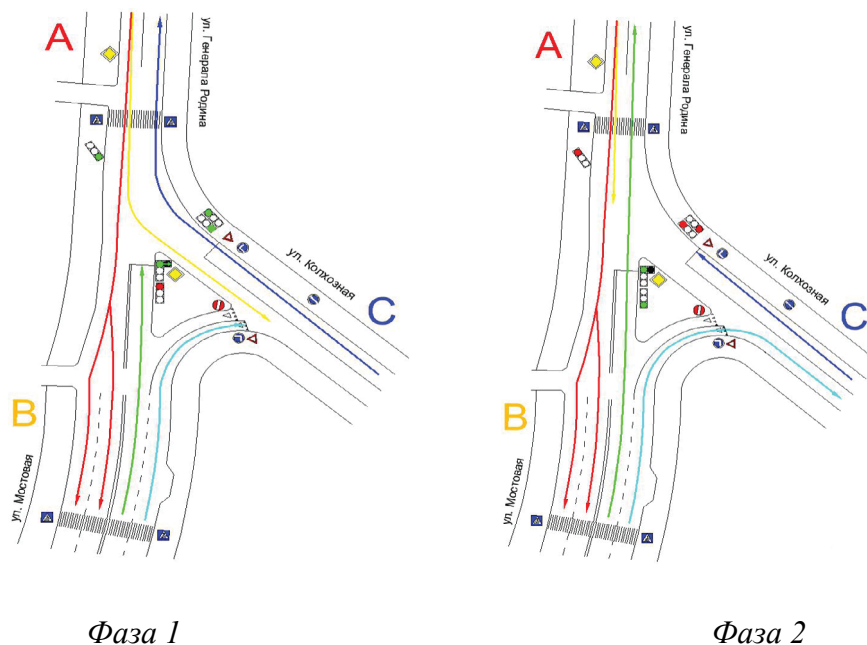 A
ул. Генерала Родина
ул. Колхозная
C
B
ул. Мостовая
Фаза 1
A
ул. Генерала Родина
ул. Колхозная
C
B
ул. Мостовая
Фаза 2